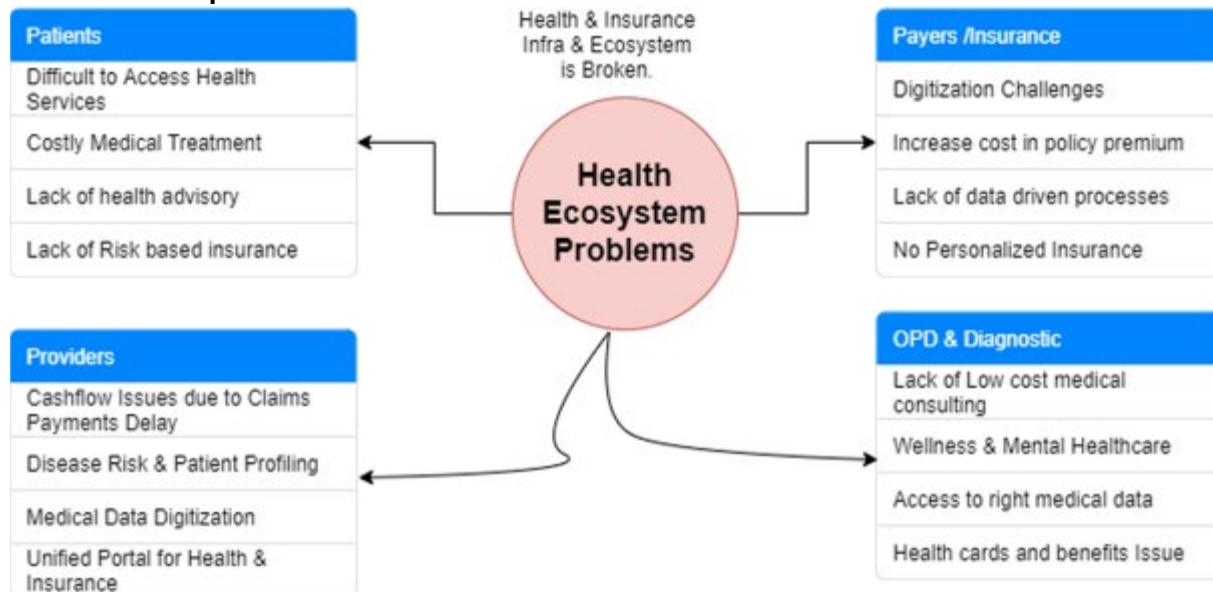 Health & Insurance
Infra & Ecosystem
is Broken.
Health
Ecosystem
Problems
Patients
Difficult to Access Health
Services
Costly Medical Treatment
Lack of health advisory
Lack of Risk based insurance
Payers /Insurance
Digitization Challenges
Increase cost in policy premium
Lack of data driven processes
No Personalized Insurance
Providers
Cashflow Issues due to Claims
Payments Delay
Disease Risk & Patient Profiling
Medical Data Digitization
Unified Portal for Health &
Insurance
OPD & Diagnostic
Lack of Low cost medical
consulting
Wellness & Mental Healthcare
Access to right medical data
Health cards and benefits Issue